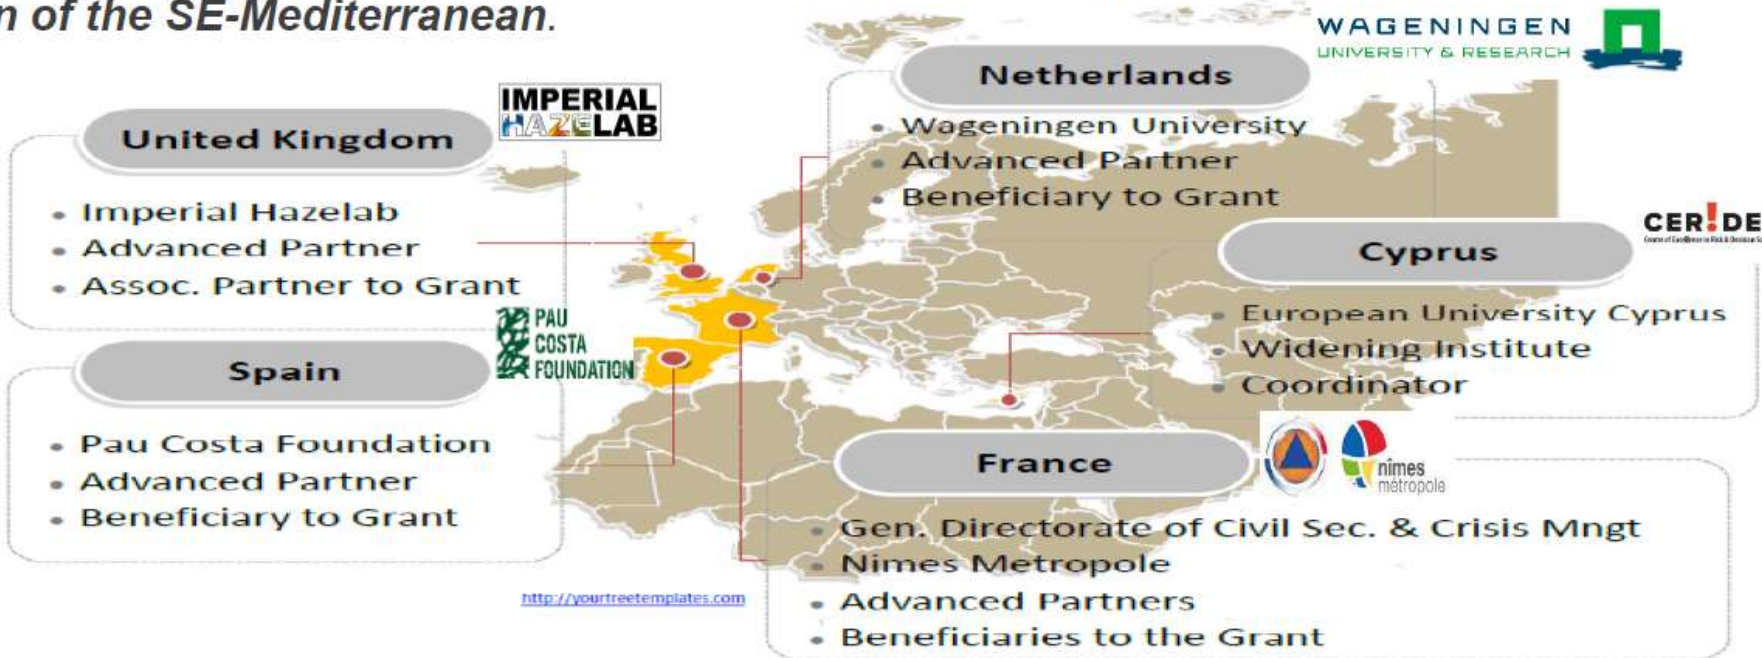 n of the SE-Mediterranean.
WAGENINGEN
UNIVERSITY & RESEARCH
Netherlands
• Wageningen University
• Advanced Partner
• Beneficiary to Grant
IMPERIAL
HAZELAB
United Kingdom
• Imperial Hazelab
• Advanced Partner
• Assoc. Partner to Grant
CER!DE
Cyprus
• European University Cyprus
• Widening Institute
• Coordinator
PAU
COSTA
FOUNDATION
Spain
• Pau Costa Foundation
• Advanced Partner
• Beneficiary to Grant
nîmes
métropole
France
• Gen. Directorate of Civil Sec. & Crisis Mngt
• Nimes Metropole
• Advanced Partners
• Beneficiaries to the Grant
http://yourfreetemplates.com